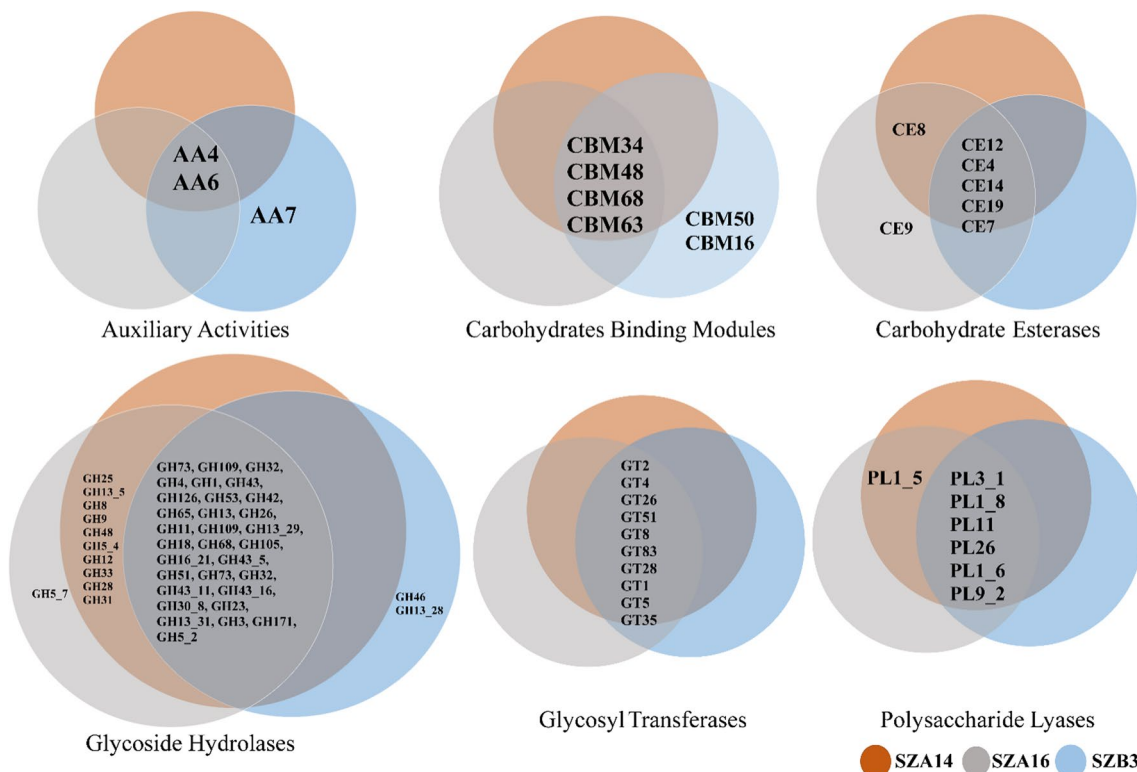 AA4
AA6
AA7
Auxiliary Activities
CBM34
CBM48
CBM68
CBM63
CBM50
CBM16
Carbohydrates Binding Modules
CE8
CE12
CE4
CE14
CE19
CE7
CE9
Carbohydrate Esterases
GH25
GH13_5
GH8
GH9
GH48
GH5_4
GH12
GH33
GH28
GH31
GH5_7
GH73, GH109, GH32,
GH4, GH1, GH43,
GH126, GH53, GH42,
GH65, GH13, GH26,
GH11, GH109, GH13_29,
GH18, GH68, GH105,
GH16_21, GH43_5,
GH51, GH73, GH32,
GH43_11, GH43_16,
GH30_8, GH23,
GH13_31, GH3, GH171,
GH5_2
GH46
GH13_28
Glycoside Hydrolases
GT2
GT4
GT26
GT51
GT8
GT83
GT28
GT1
GT5
GT35
Glycosyl Transferases
PL1_5
PL3_1
PL1_8
PL11
PL26
PL1_6
PL9_2
Polysaccharide Lyases
SZA14 SZA16 SZB3